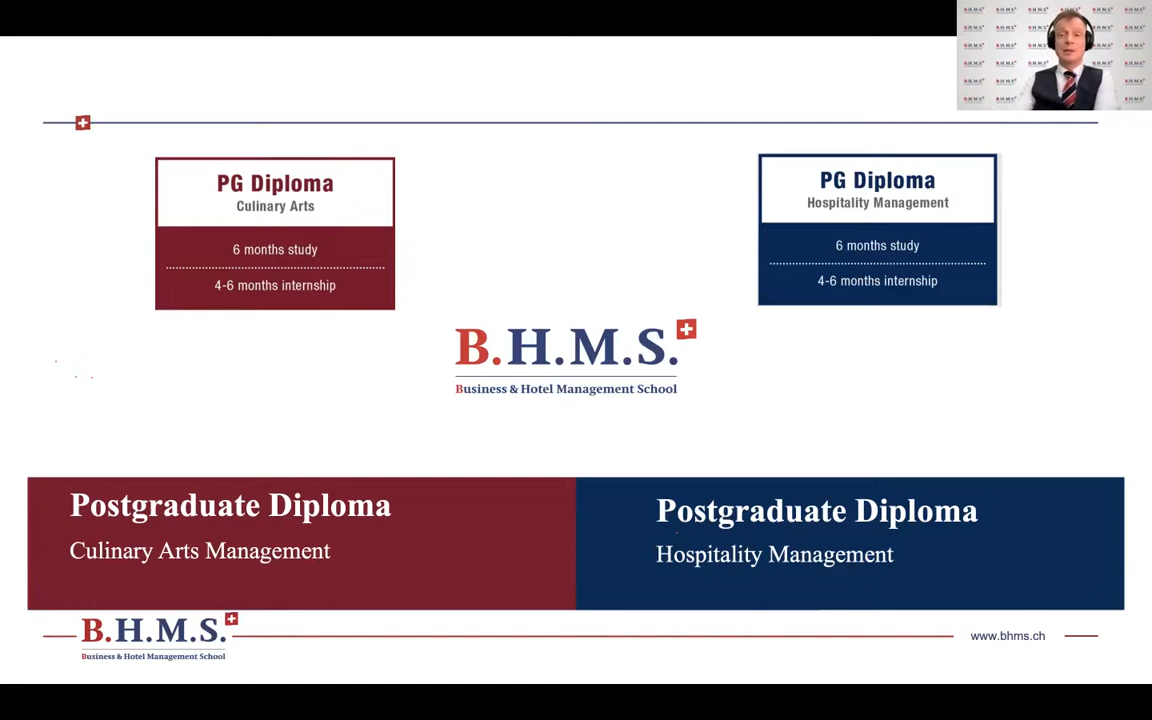 PG Diploma
Culinary Arts
6 months study
4-6 months internship
PG Diploma
Hospitality Management
6 months study
4-6 months internship
B.H.M.S.
Business & Hotel Management School
Postgraduate Diploma
Culinary Arts Management
Postgraduate Diploma
Hospitality Management
B.H.M.S.
Business & Hotel Management School
www.bhms.ch